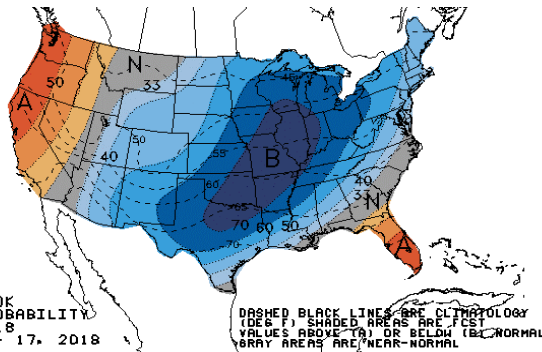 50
N
33
A
50
40
55
B
60
40
33
N
65
70 60 50
70
A
OK
OBABILITY
.8
17, 2018
DASHED BLACK LINES ARE CLIMATOLOGY
(DEG F) SHADED AREAS ARE FCST
VALUES ABOVE (A) OR BELOW (B) NORMAL
GRAY AREAS ARE NEAR-NORMAL